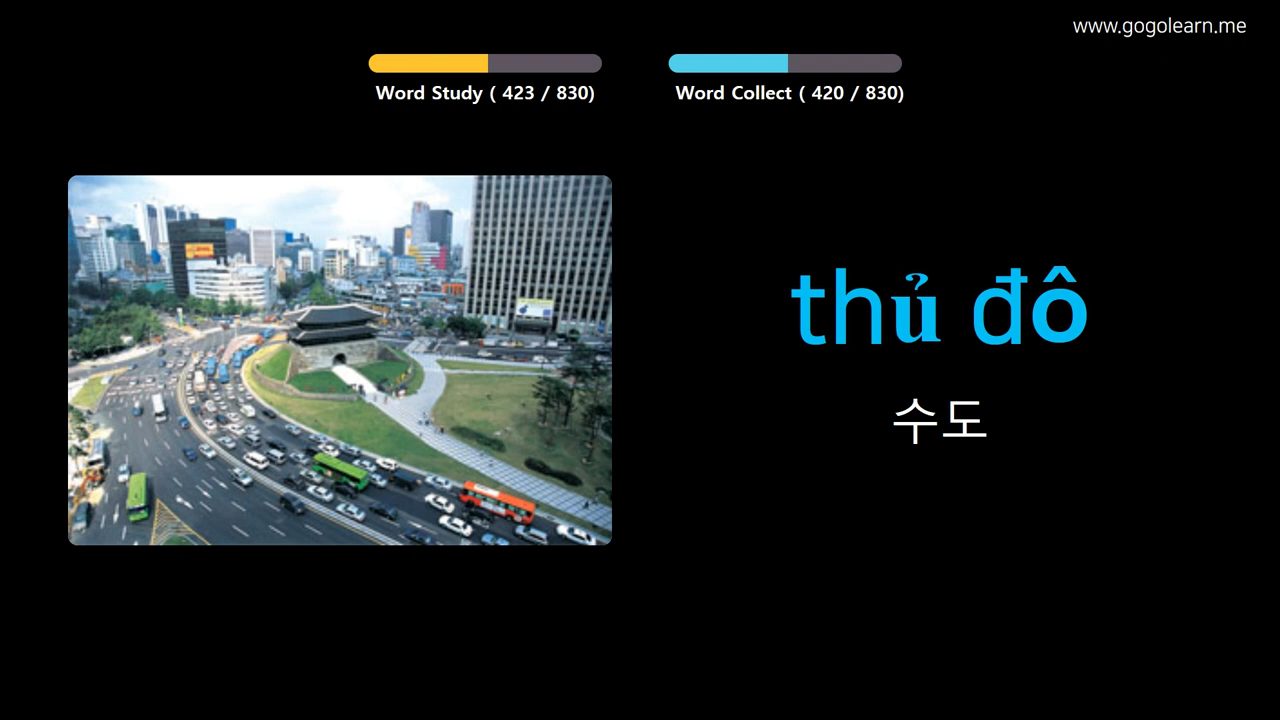 www.gogolearn.me
Word Study ( 423 / 830)
Word Collect ( 420 / 830)
thủ đô
수도